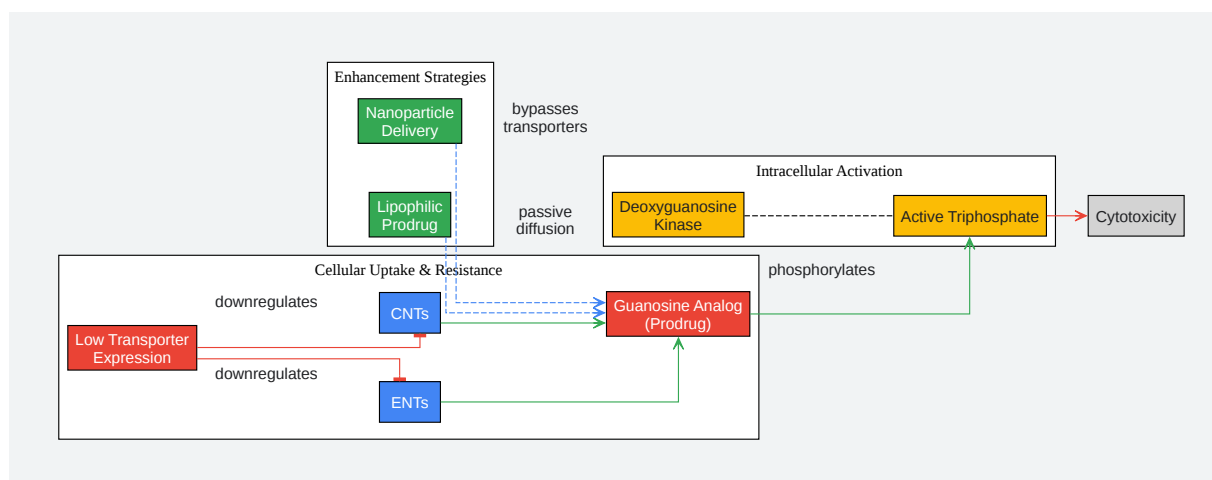 Enhancement Strategies
Nanoparticle
Delivery
bypasses
transporters
Lipophilic
Prodrug
passive
diffusion
Intracellular Activation
Deoxyguanosine
Kinase
Active Triphosphate
Cytotoxicity
Cellular Uptake & Resistance
phosphorylates
downregulates
CNTs
Guanosine Analog
(Prodrug)
Low Transporter
Expression
downregulates
ENTs